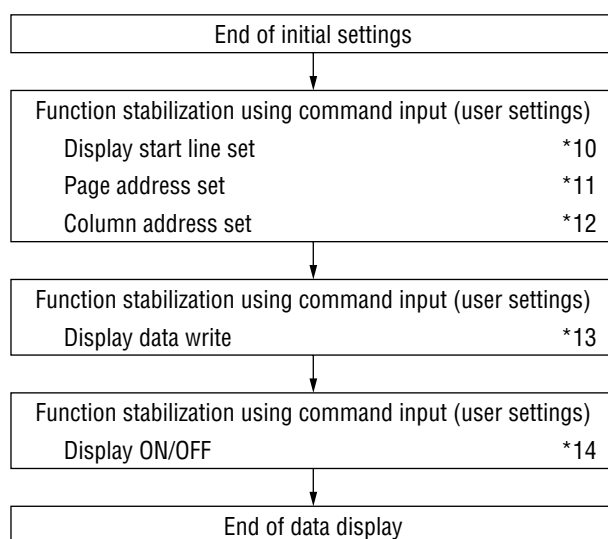 End of initial settings
Function stabilization using command input (user settings)
Display start line set *10
Page address set *11
Column address set *12
Function stabilization using command input (user settings)
Display data write *13
Function stabilization using command input (user settings)
Display ON/OFF *14
End of data display